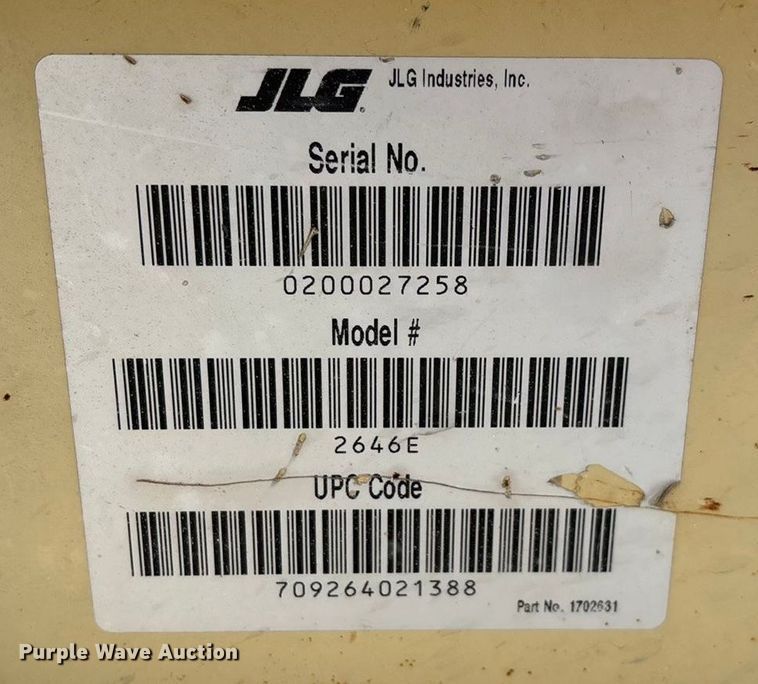 JLG JLG Industries, Inc.
Serial No.
0200027258
Model #
2646E
UPC Code
709264021388
Part No. 1702631
Purple Wave Auction